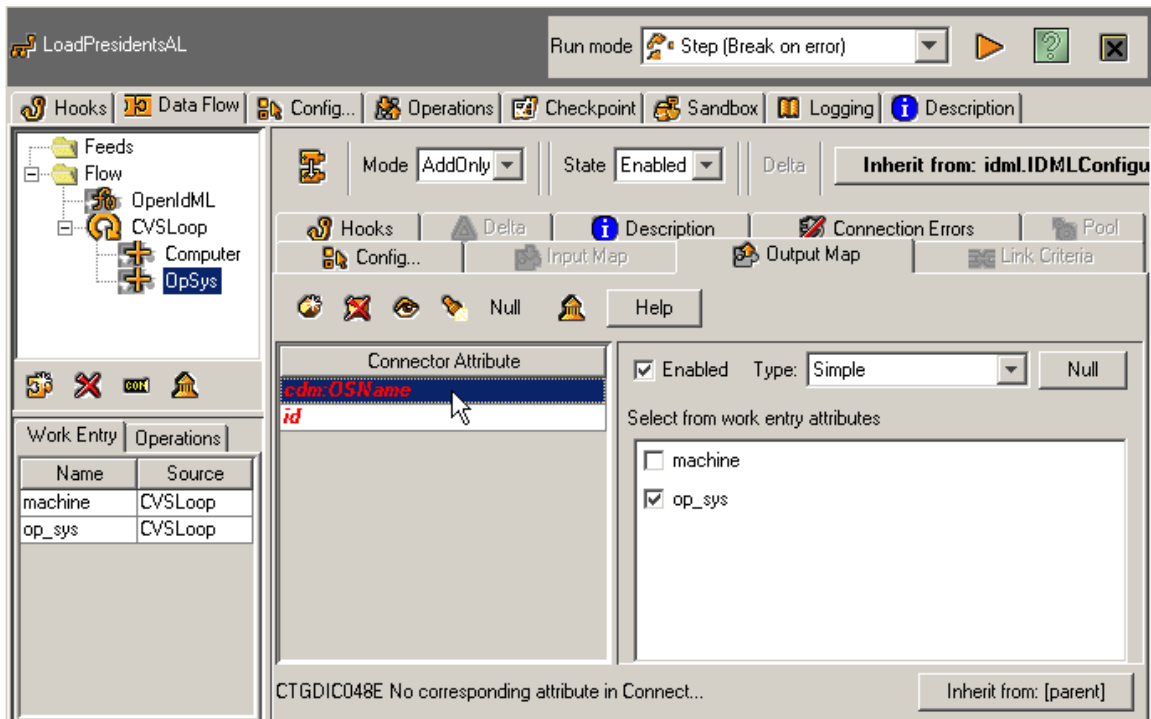 LoadPresidentsAL
Run mode Step (Break on error)
Hooks Data Flow Config... Operations Checkpoint Sandbox Logging Description
Feeds
Flow
OpenIdML
CVSLoop
Computer
OpSys
Mode AddOnly State Enabled Delta Inherit from: idml.IDMLConfigu
Hooks Delta Description Connection Errors Pool
Config... Input Map Output Map Link Criteria
Null Help
Connector Attribute
cdm:OSName
id
Enabled Type: Simple Null
Select from work entry attributes
machine
op_sys
CON
Work Entry Operations
Name Source
machine CVSLoop
op_sys CVSLoop
CTGDIC048E No corresponding attribute in Connect... Inherit from: [parent]